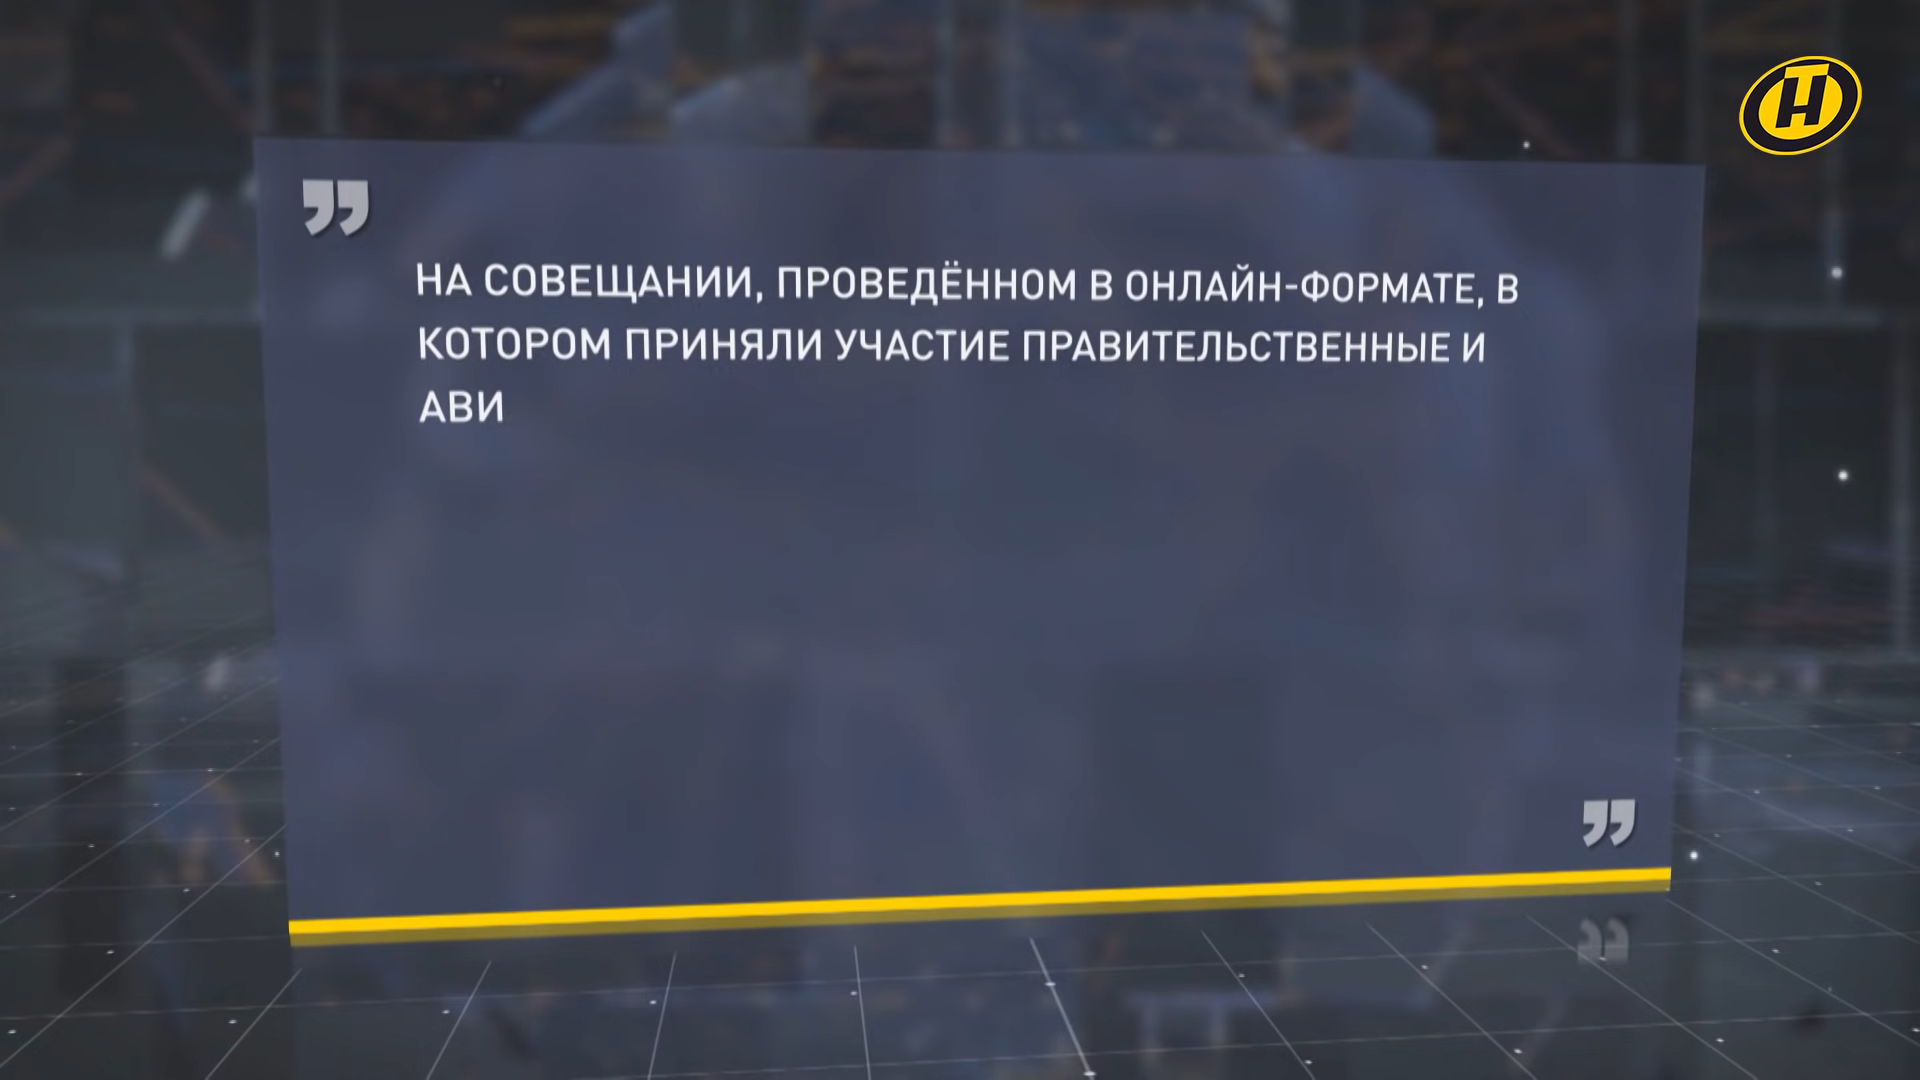 НА СОВЕЩАНИИ, ПРОВЕДЁННОМ В ОНЛАЙН-ФОРМАТЕ, В
КОТОРОМ ПРИНЯЛИ УЧАСТИЕ ПРАВИТЕЛЬСТВЕННЫЕ И
АВИ